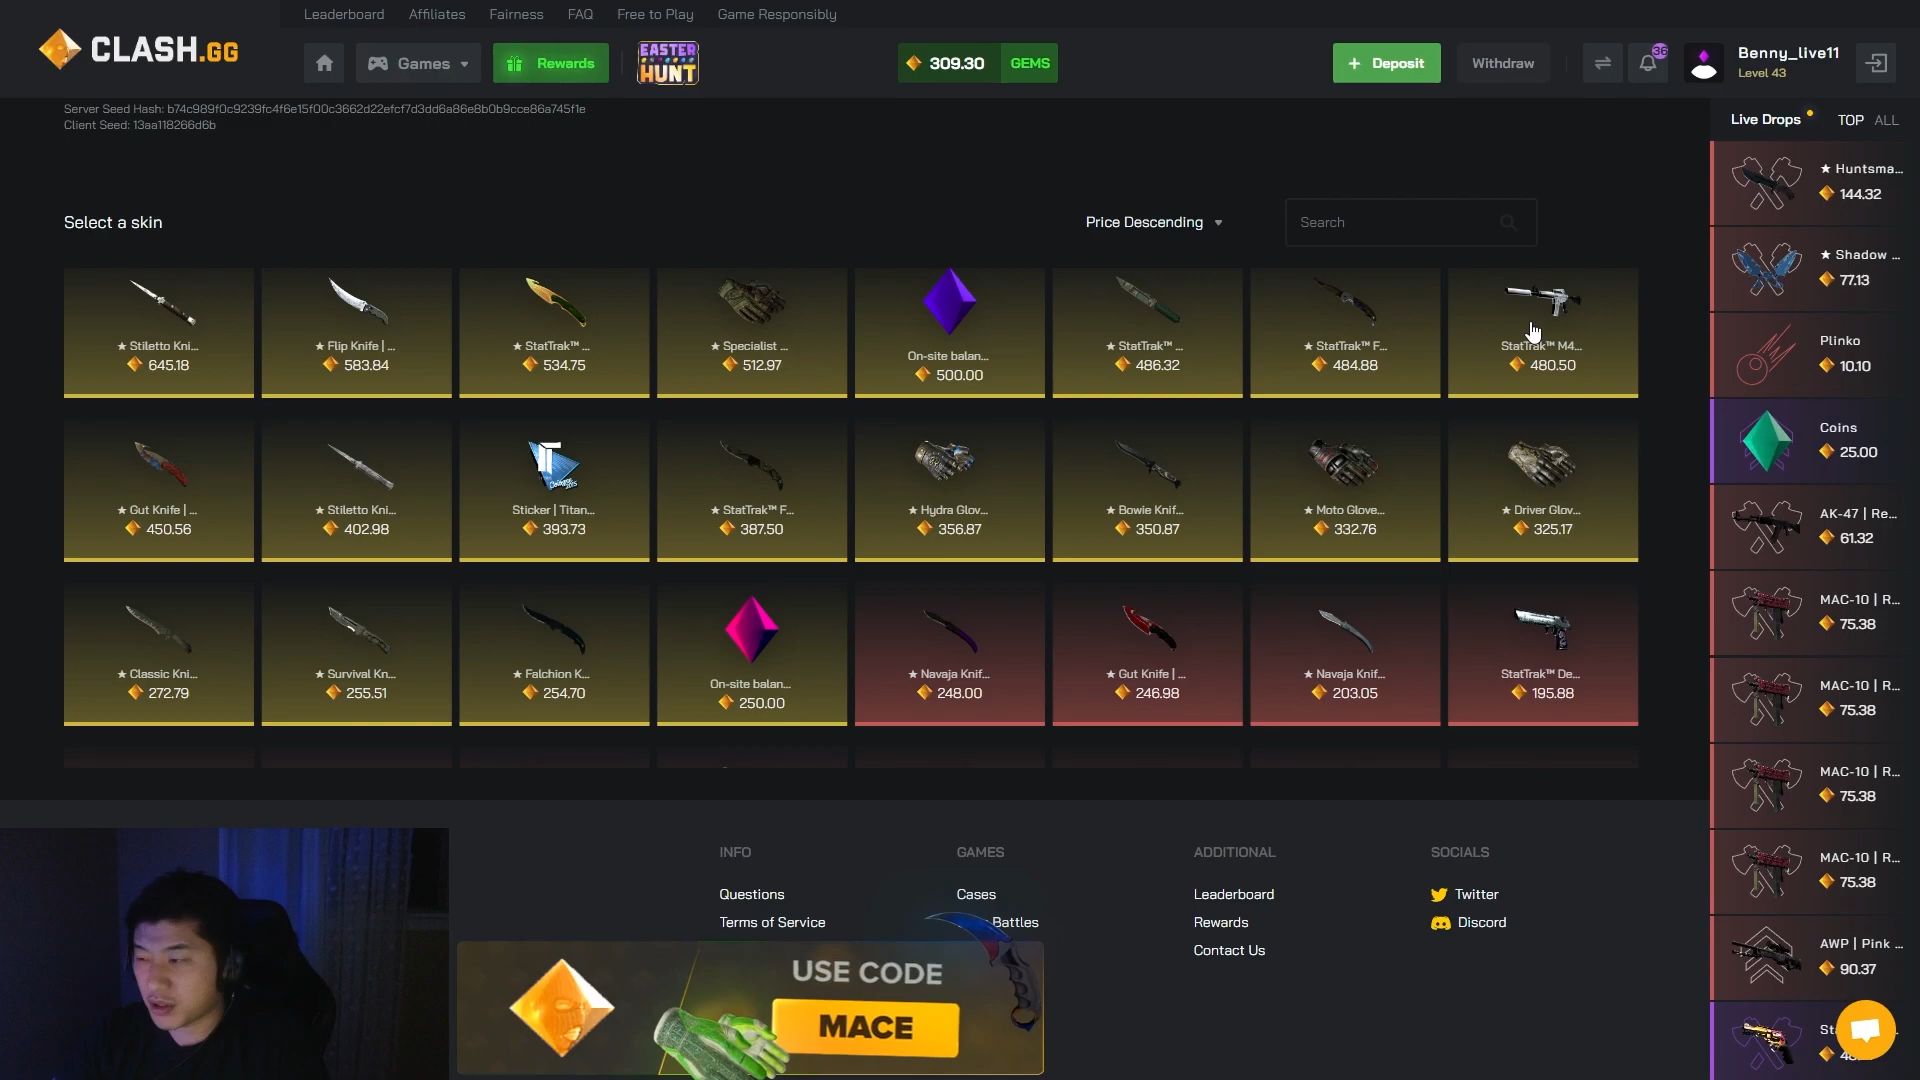 Leaderboard Affiliates Fairness FAQ Free to Play Game Responsibly
CLASH.GG
Games
Rewards
EASTER HUNT
309.30 GEMS
+ Deposit
Withdraw
36
Benny_live11
Level 43
Server Seed Hash: b74c989f0c9239fc4f6e15f00c3662d22efcf7d3dd6a86e8b0b9cce86a745f1e
Client Seed: 13aa118266d6b
Select a skin
Price Descending
Search
★ Stiletto Kni...
645.18
★ Flip Knife | ...
583.84
★ StatTrak™ ...
534.75
★ Specialist ...
512.97
On-site balan...
500.00
★ StatTrak™ ...
486.32
★ StatTrak™ F...
484.88
StatTrak™ M4...
480.50
★ Gut Knife | ...
450.56
★ Stiletto Kni...
402.98
Sticker | Titan...
393.73
★ StatTrak™ F...
387.50
★ Hydra Glov...
356.87
★ Bowie Knif...
350.87
★ Moto Glove...
332.76
★ Driver Glov...
325.17
★ Classic Kni...
272.79
★ Survival Kn...
255.51
★ Falchion K...
254.70
On-site balan...
250.00
★ Navaja Knif...
248.00
★ Gut Knife | ...
246.98
★ Navaja Knif...
203.05
StatTrak™ De...
195.88
Live Drops TOP ALL
★ Huntsma...
144.32
★ Shadow ...
77.13
Plinko
10.10
Coins
25.00
AK-47 | Re...
61.32
MAC-10 | R...
75.38
MAC-10 | R...
75.38
MAC-10 | R...
75.38
MAC-10 | R...
75.38
AWP | Pink ...
90.37
INFO
Questions
Terms of Service
GAMES
Cases
Battles
ADDITIONAL
Leaderboard
Rewards
Contact Us
SOCIALS
Twitter
Discord
USE CODE
MACE